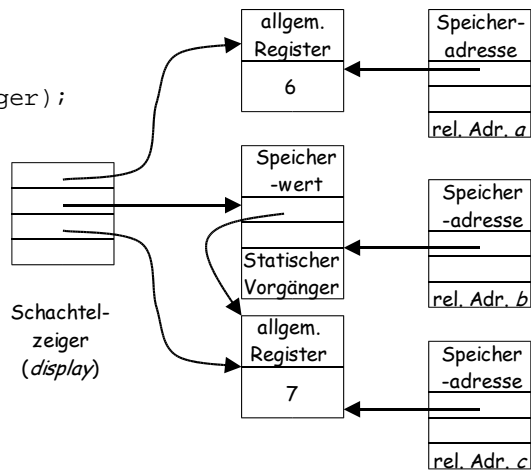 ger);
Schachtel-
zeiger
(display)
allgem.
Register
6
Speicher
-wert
Statischer
Vorgänger
allgem.
Register
7
Speicher-
adresse
rel. Adr. a
Speicher
-adresse
rel. Adr. b
Speicher
-adresse
rel. Adr. c